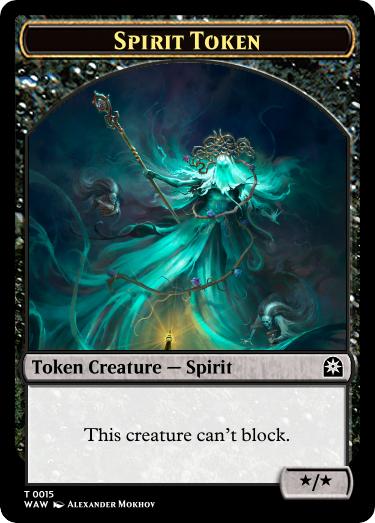 Spirit Token
Token Creature — Spirit
This creature can't block.
★/★
T 0015
WAW Alexander Mokhov